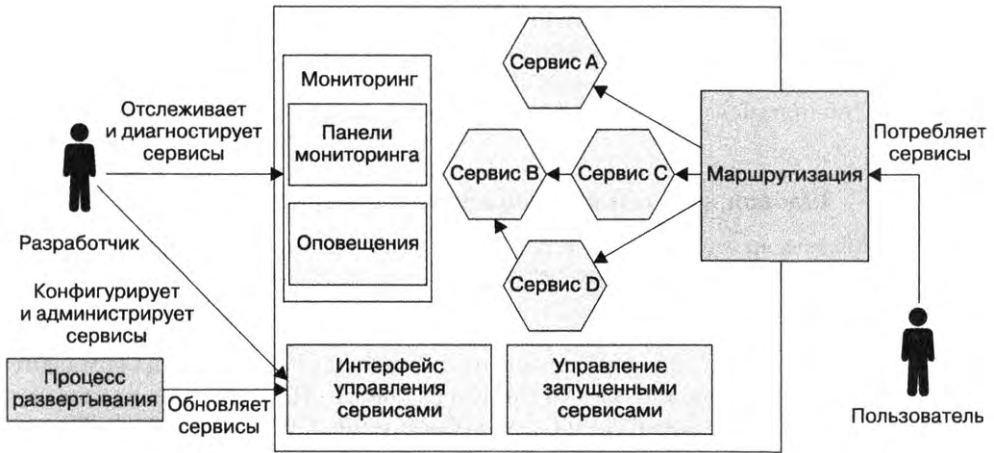 Отслеживает
и диагностирует
сервисы
Разработчик
Конфигурирует
и администрирует
сервисы
Процесс
развертывания
Обновляет
сервисы
Мониторинг
Панели
мониторинга
Оповещения
Сервис A
Сервис B
Сервис C
Сервис D
Маршрутизация
Потребляет
сервисы
Пользователь
Интерфейс
управления
сервисами
Управление
запущенными
сервисами